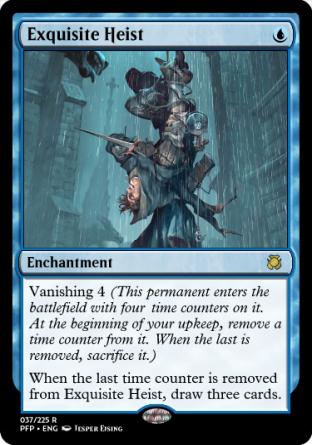 Exquisite Heist
Enchantment
Vanishing 4 (This permanent enters the
battlefield with four time counters on it.
At the beginning of your upkeep, remove a
time counter from it. When the last is
removed, sacrifice it.)
When the last time counter is removed
from Exquisite Heist, draw three cards.
037/225 R
PFP • ENG Jesper Eising